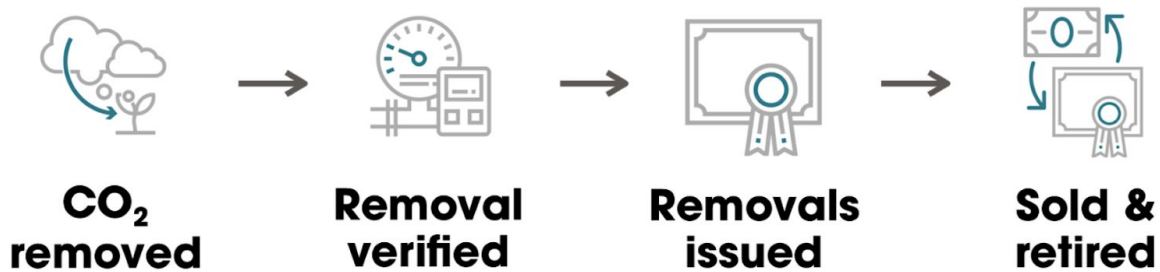 CO₂
removed
Removal
verified
Removals
issued
Sold &
retired